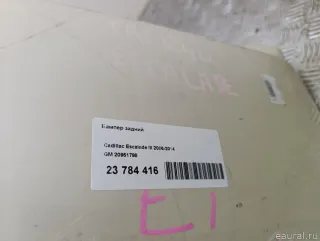 Бампер задний
Cadillac Escalade III 2006-2014
GM 20861798
23 784 416
E1
eaural.ru